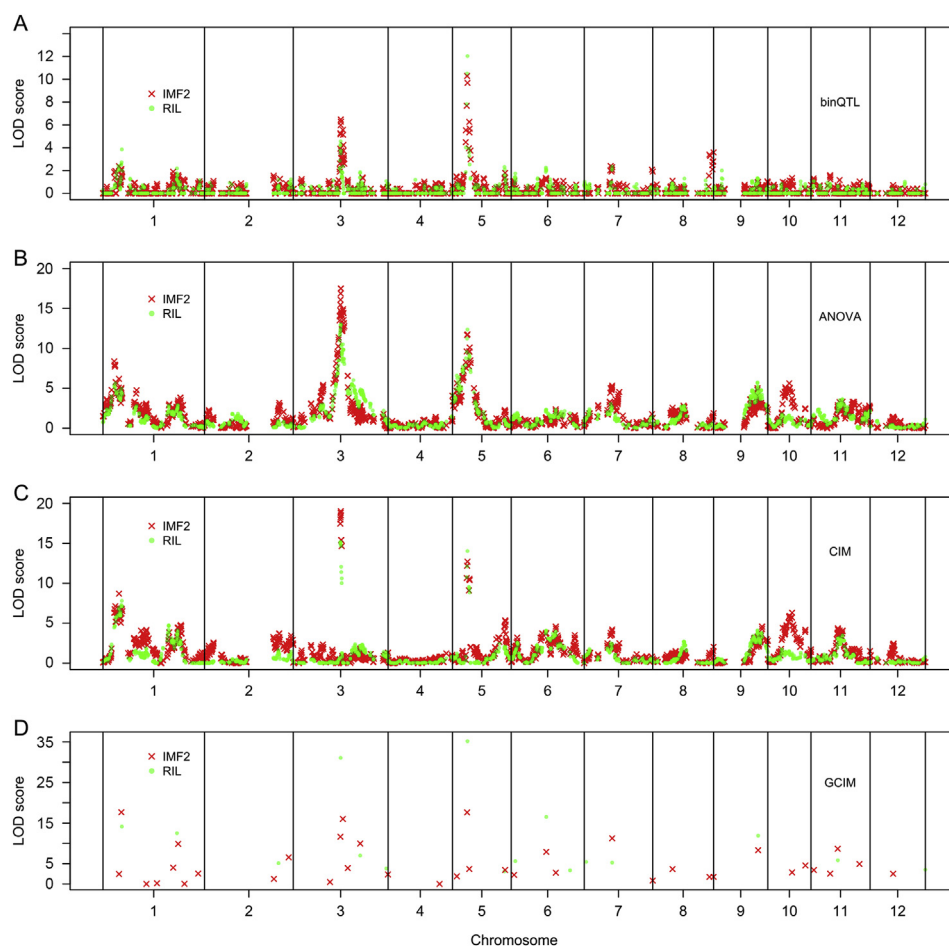 A
LOD score
12
10
8
6
4
2
0
× IMF2
RIL
binQTL
1 2 3 4 5 6 7 8 9 10 11 12
B
LOD score
20
15
10
5
0
× IMF2
RIL
ANOVA
1 2 3 4 5 6 7 8 9 10 11 12
C
LOD score
20
15
10
5
0
× IMF2
RIL
CIM
1 2 3 4 5 6 7 8 9 10 11 12
D
LOD score
35
25
15
5
0
× IMF2
RIL
GCIM
1 2 3 4 5 6 7 8 9 10 11 12
Chromosome